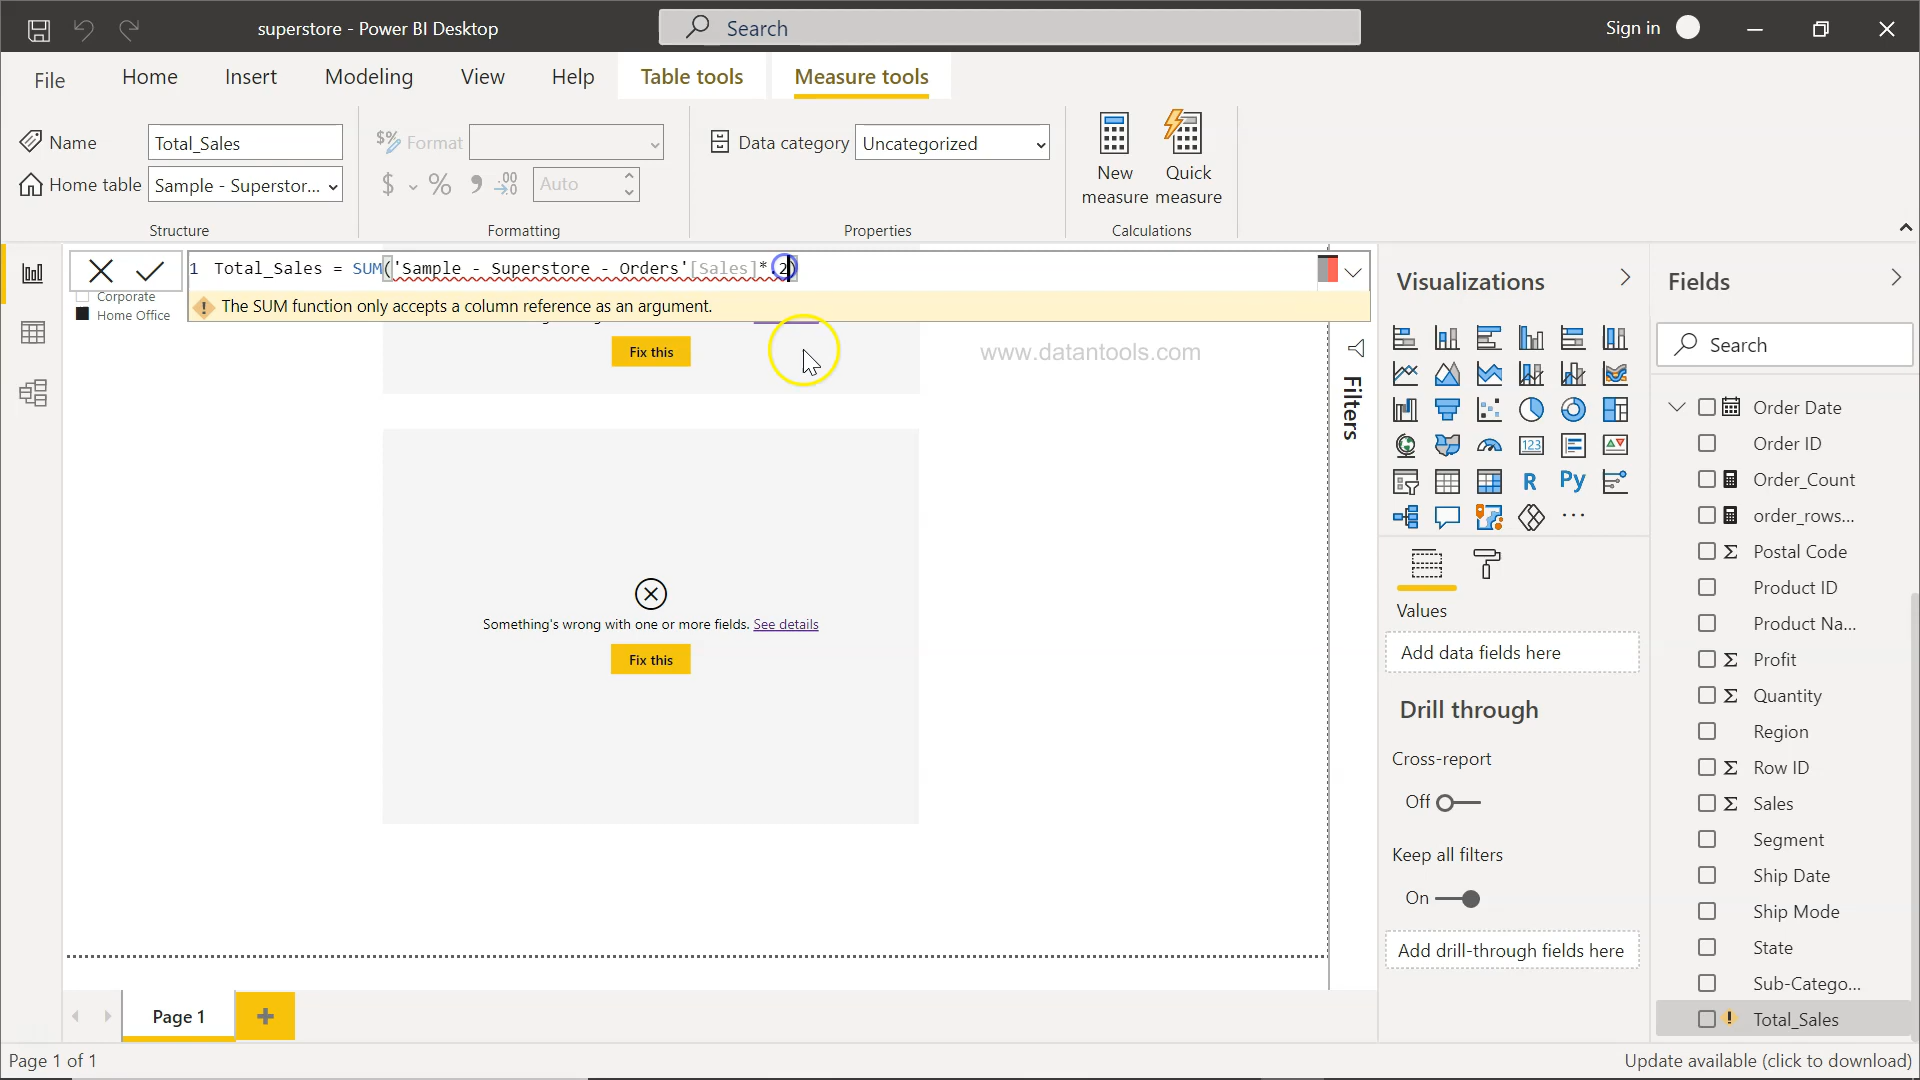 superstore - Power BI Desktop
Search
Sign in
File
Home
Insert
Modeling
View
Help
Table tools
Measure tools
Name
Total_Sales
Home table
Sample - Superstor...
Structure
$% Format
$ % 9 .00
Auto
Formatting
Data category
Uncategorized
Properties
New measure
Quick measure
Calculations
1 Total_Sales = SUM('Sample - Superstore - Orders'[Sales]*.2)
The SUM function only accepts a column reference as an argument.
Corporate
Home Office
Fix this
www.datantools.com
Something's wrong with one or more fields. See details
Fix this
Filters
Visualizations
123
R
Py
...
Values
Add data fields here
Drill through
Cross-report
Off
Keep all filters
On
Add drill-through fields here
Fields
Search
Order Date
Order ID
Order_Count
order_rows...
Σ Postal Code
Product ID
Product Na...
Σ Profit
Σ Quantity
Region
Σ Row ID
Σ Sales
Segment
Ship Date
Ship Mode
State
Sub-Catego...
Total_Sales
Page 1
+
Page 1 of 1
Update available (click to download)